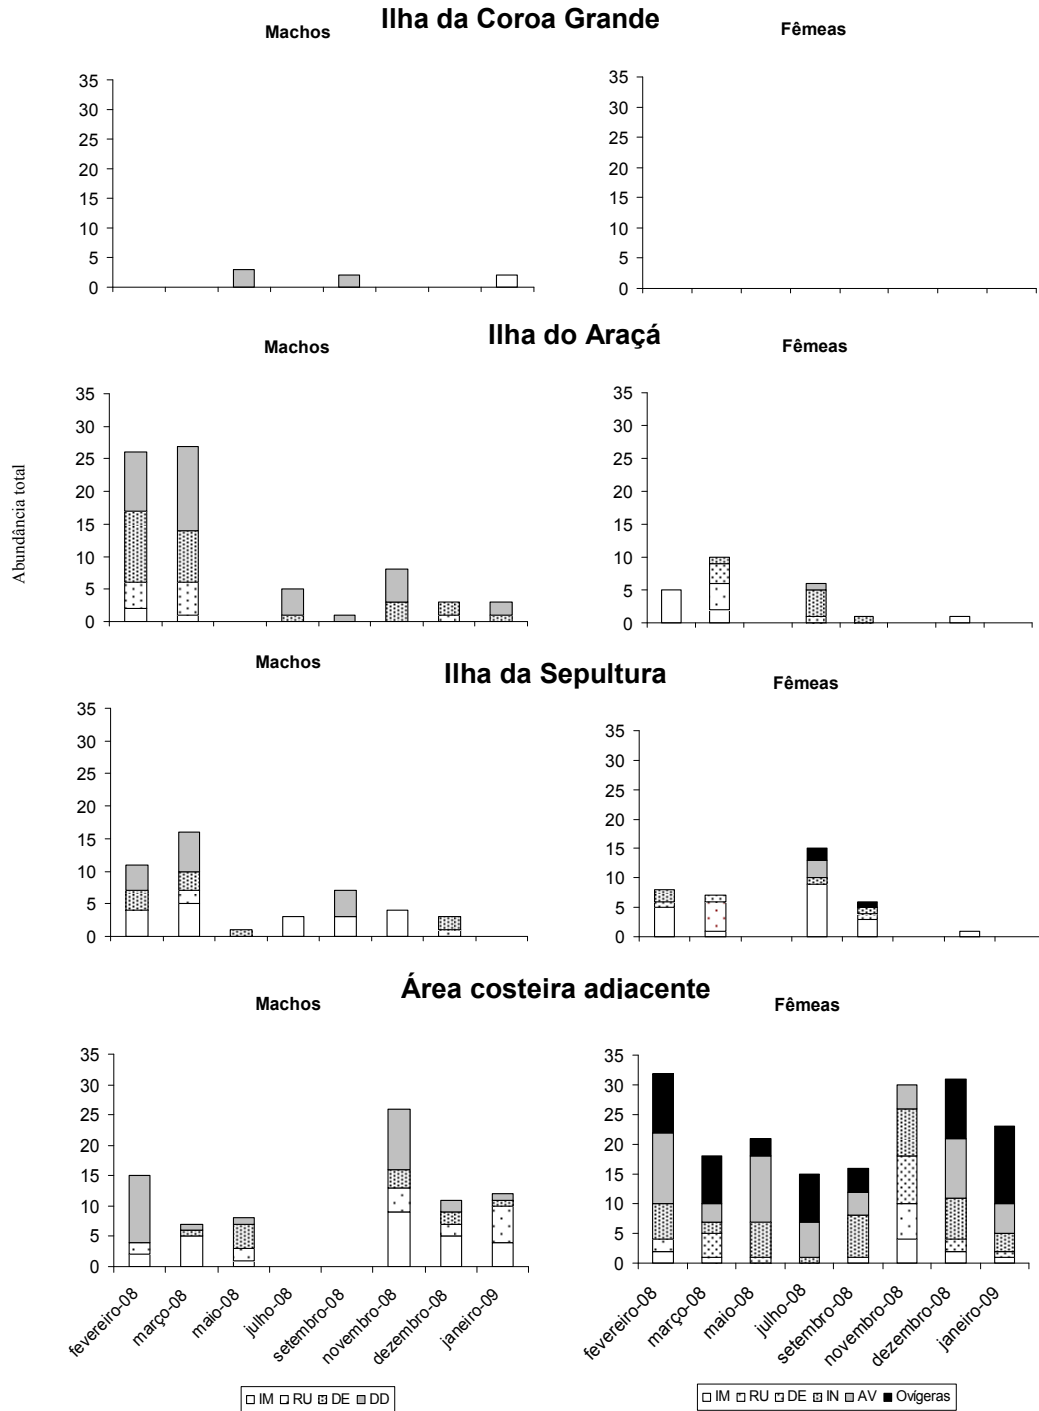 Ilha da Coroa Grande
Machos
Fêmeas
35
30
25
20
15
10
5
0
35
30
25
20
15
10
5
0
Ilha do Araçá
Machos
Fêmeas
35
30
25
20
15
10
5
0
35
30
25
20
15
10
5
0
Abundância total
Ilha da Sepultura
Machos
Fêmeas
35
30
25
20
15
10
5
0
35
30
25
20
15
10
5
0
Área costeira adjacente
Machos
Fêmeas
35
30
25
20
15
10
5
0
fevereiro-08
março-08
maio-08
julho-08
setembro-08
novembro-08
dezembro-08
janeiro-09
IM RU DE DD
35
30
25
20
15
10
5
0
fevereiro-08
março-08
maio-08
julho-08
setembro-08
novembro-08
dezembro-08
janeiro-09
IM RU DE IN AV Ovígeras